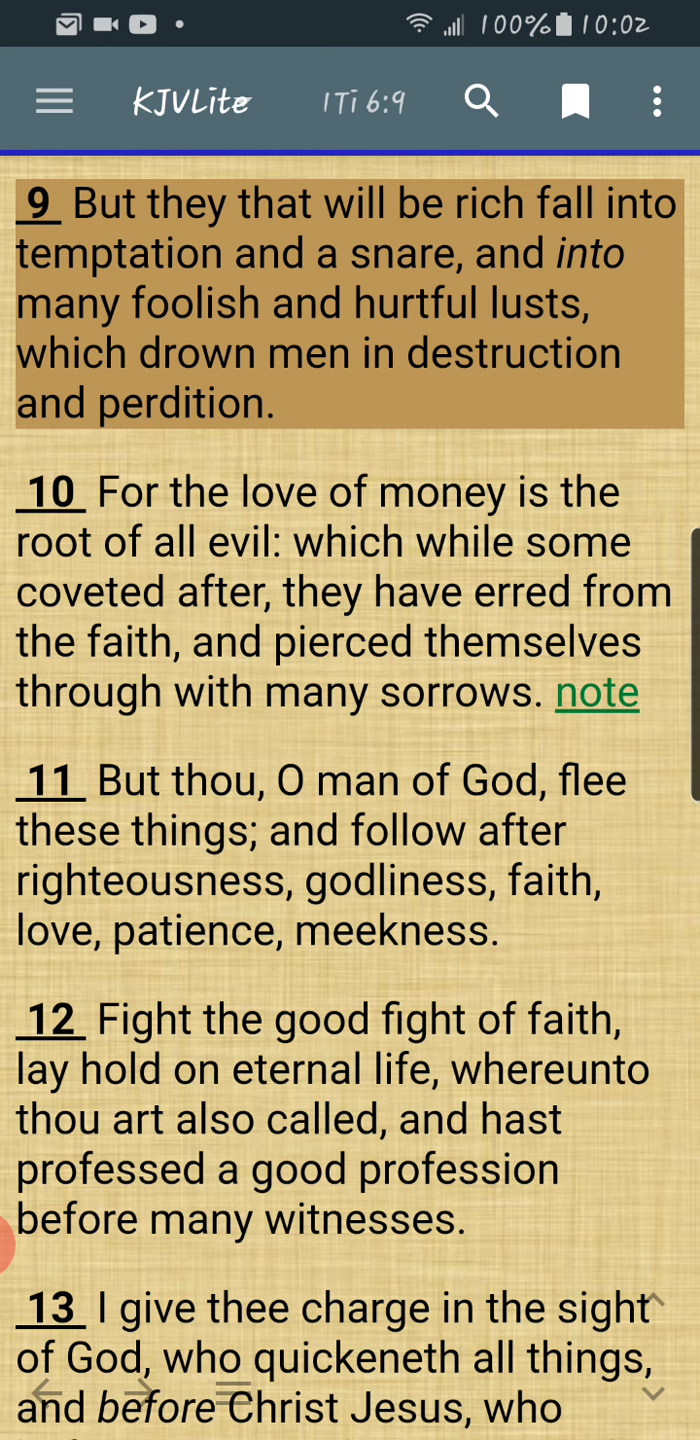 100% 10:02
KJVLite 1Ti 6:9
9 But they that will be rich fall into
temptation and a snare, and into
many foolish and hurtful lusts,
which drown men in destruction
and perdition.
10 For the love of money is the
root of all evil: which while some
coveted after, they have erred from
the faith, and pierced themselves
through with many sorrows. note
11 But thou, O man of God, flee
these things; and follow after
righteousness, godliness, faith,
love, patience, meekness.
12 Fight the good fight of faith,
lay hold on eternal life, whereunto
thou art also called, and hast
professed a good profession
before many witnesses.
13 I give thee charge in the sight
of God, who quickeneth all things,
and before Christ Jesus, who